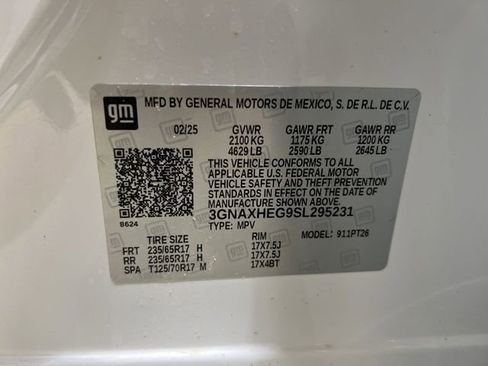 gm MFD BY GENERAL MOTORS DE MEXICO, S. DE R.L. DE C.V.
02/25 GVWR GAWR FRT GAWR RR
2100 KG 1175 KG 1200 KG
4629 LB 2590 LB 2645 LB
THIS VEHICLE CONFORMS TO ALL
APPLICABLE U.S. FEDERAL MOTOR
VEHICLE SAFETY AND THEFT PREVENTION
STANDARDS IN EFFECT ON THE DATE OF
MANUFACTURE SHOWN ABOVE.
3GNAXHEG9SL295231
8624 TYPE: MPV MODEL: 911PT26
TIRE SIZE RIM
FRT 235/65R17 H 17X7.5J
RR 235/65R17 H 17X7.5J
SPA T125/70R17 M 17X4BT